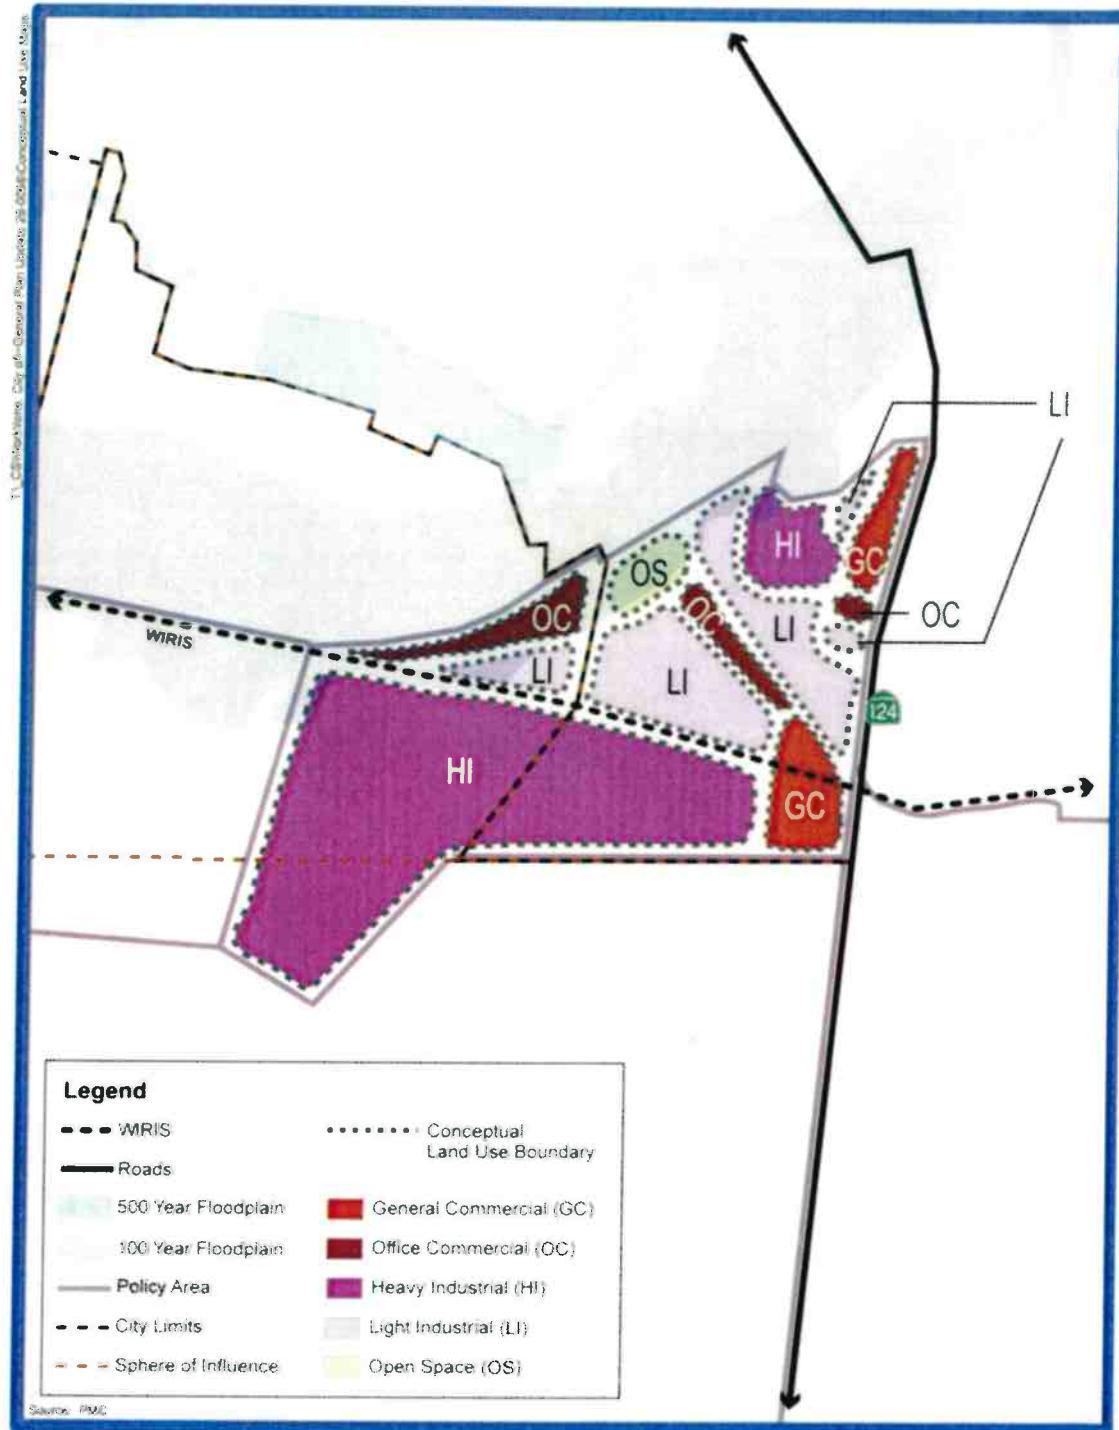 LI
HI
OS
GC
OC
OC
OC
LI
WIRIS
LI
LI
124
HI
GC
Legend
WIRIS
Conceptual
Land Use Boundary
Roads
500 Year Floodplain
General Commercial (GC)
100 Year Floodplain
Office Commercial (OC)
Policy Area
Heavy Industrial (HI)
City Limits
Light Industrial (LI)
Sphere of Influence
Open Space (OS)
Source: PMC